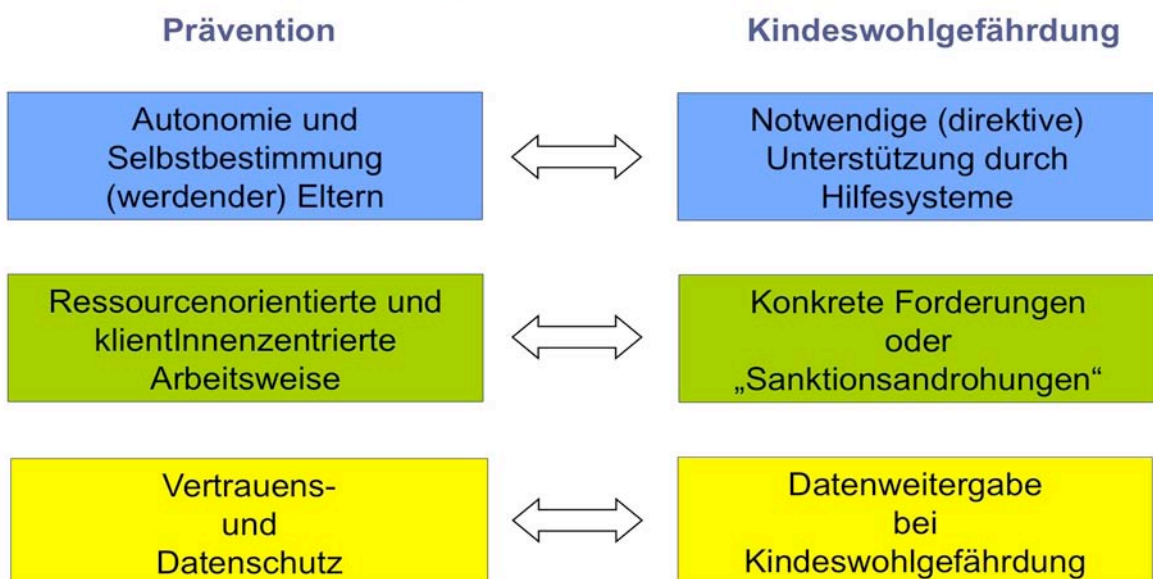 Prävention
Kindeswohlgefährdung
Autonomie und
Selbstbestimmung
(werdender) Eltern
Notwendige (direktive)
Unterstützung durch
Hilfesysteme
Ressourcenorientierte und
klientInnenzentrierte
Arbeitsweise
Konkrete Forderungen
oder
„Sanktionsandrohungen“
Vertrauens-
und
Datenschutz
Datenweitergabe
bei
Kindeswohlgefährdung